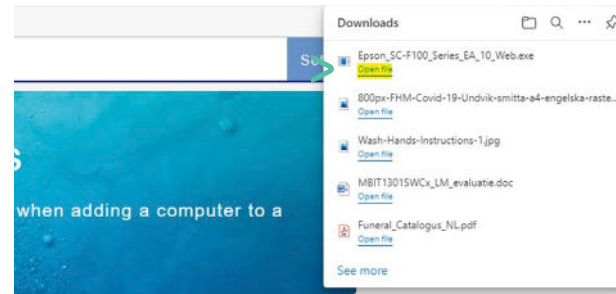 Downloads
Epson_SC-F100_Series_EA_10_Web.exe
Open file
800px-FHM-Covid-19-Undvik-smitta-a4-engelska-raste...
Open file
Wash-Hands-Instructions-1.jpg
Open file
MBIT1301SWCx_LM_evaluatie.doc
Open file
Funeral_Catalogus_NL.pdf
Open file
See more
when adding a computer to a